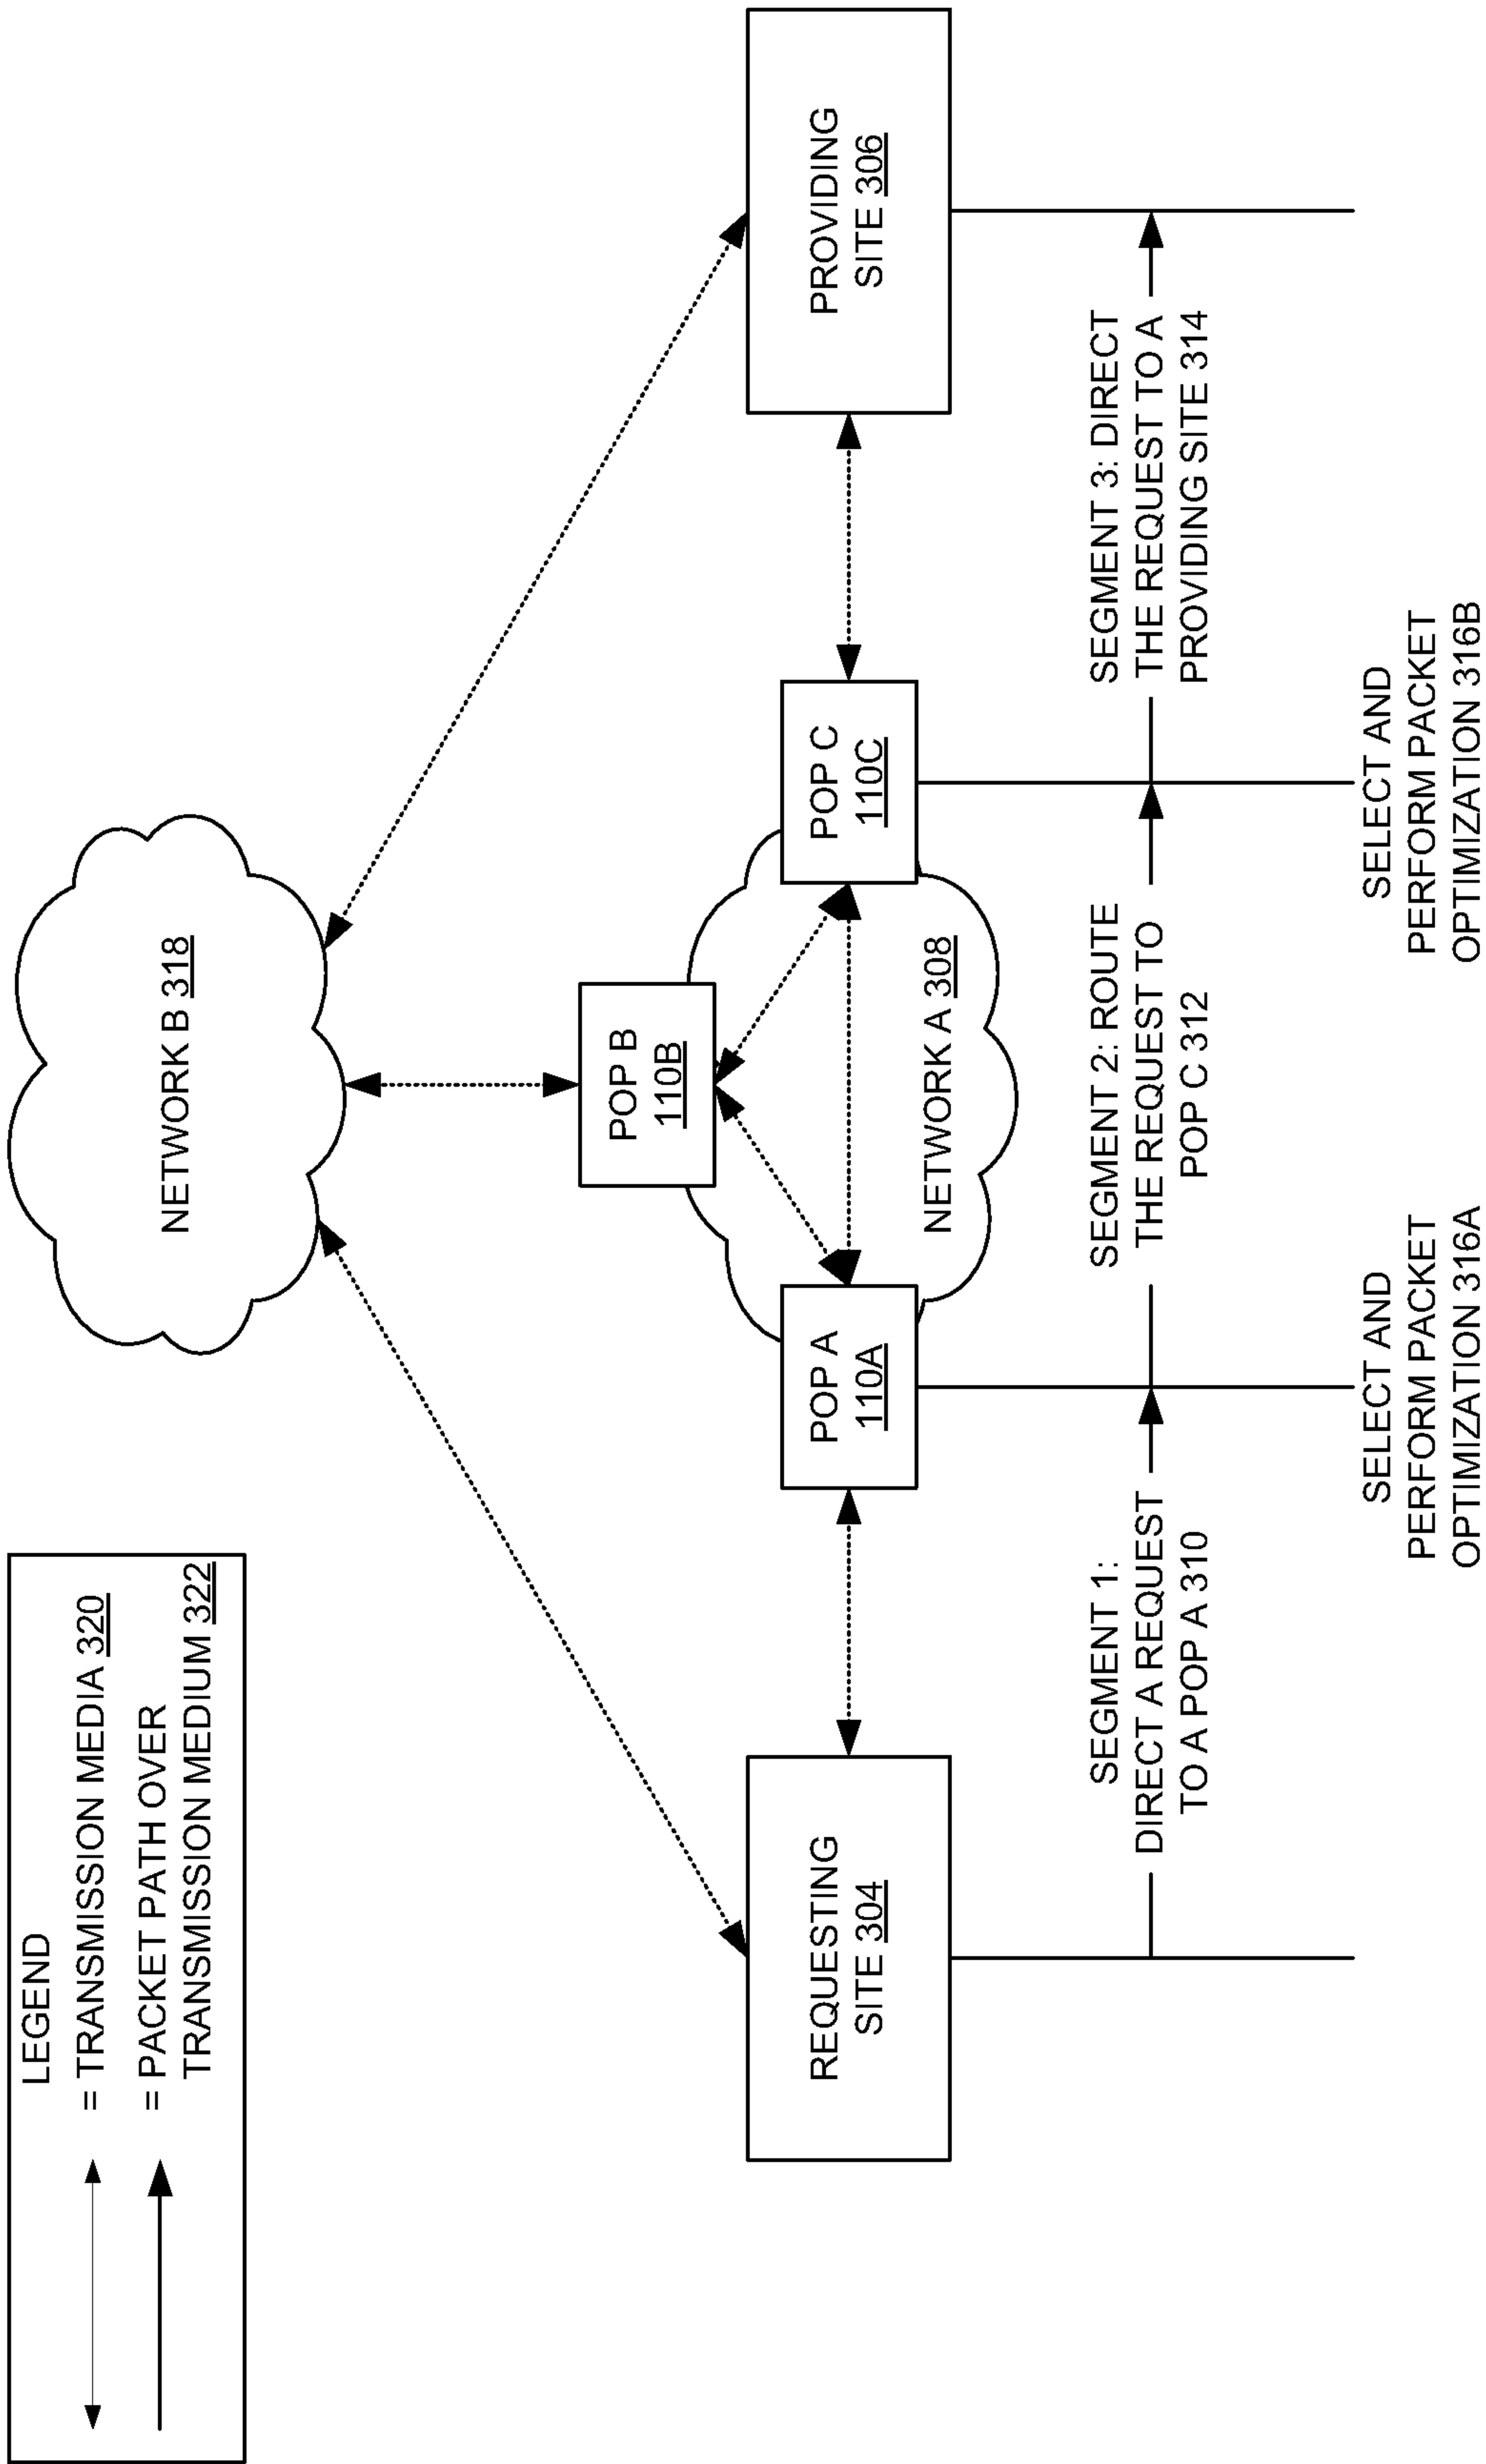 LEGEND
= TRANSMISSION MEDIA 320
= PACKET PATH OVER
TRANSMISSION MEDIUM 322
NETWORK B 318
POP B
110B
REQUESTING
SITE 304
POP A
110A
POP C
110C
PROVIDING
SITE 306
NETWORK A 308
SEGMENT 1:
DIRECT A REQUEST
TO A POP A 310
SEGMENT 2: ROUTE
THE REQUEST TO
POP C 312
SEGMENT 3: DIRECT
THE REQUEST TO A
PROVIDING SITE 314
SELECT AND
PERFORM PACKET
OPTIMIZATION 316A
SELECT AND
PERFORM PACKET
OPTIMIZATION 316B